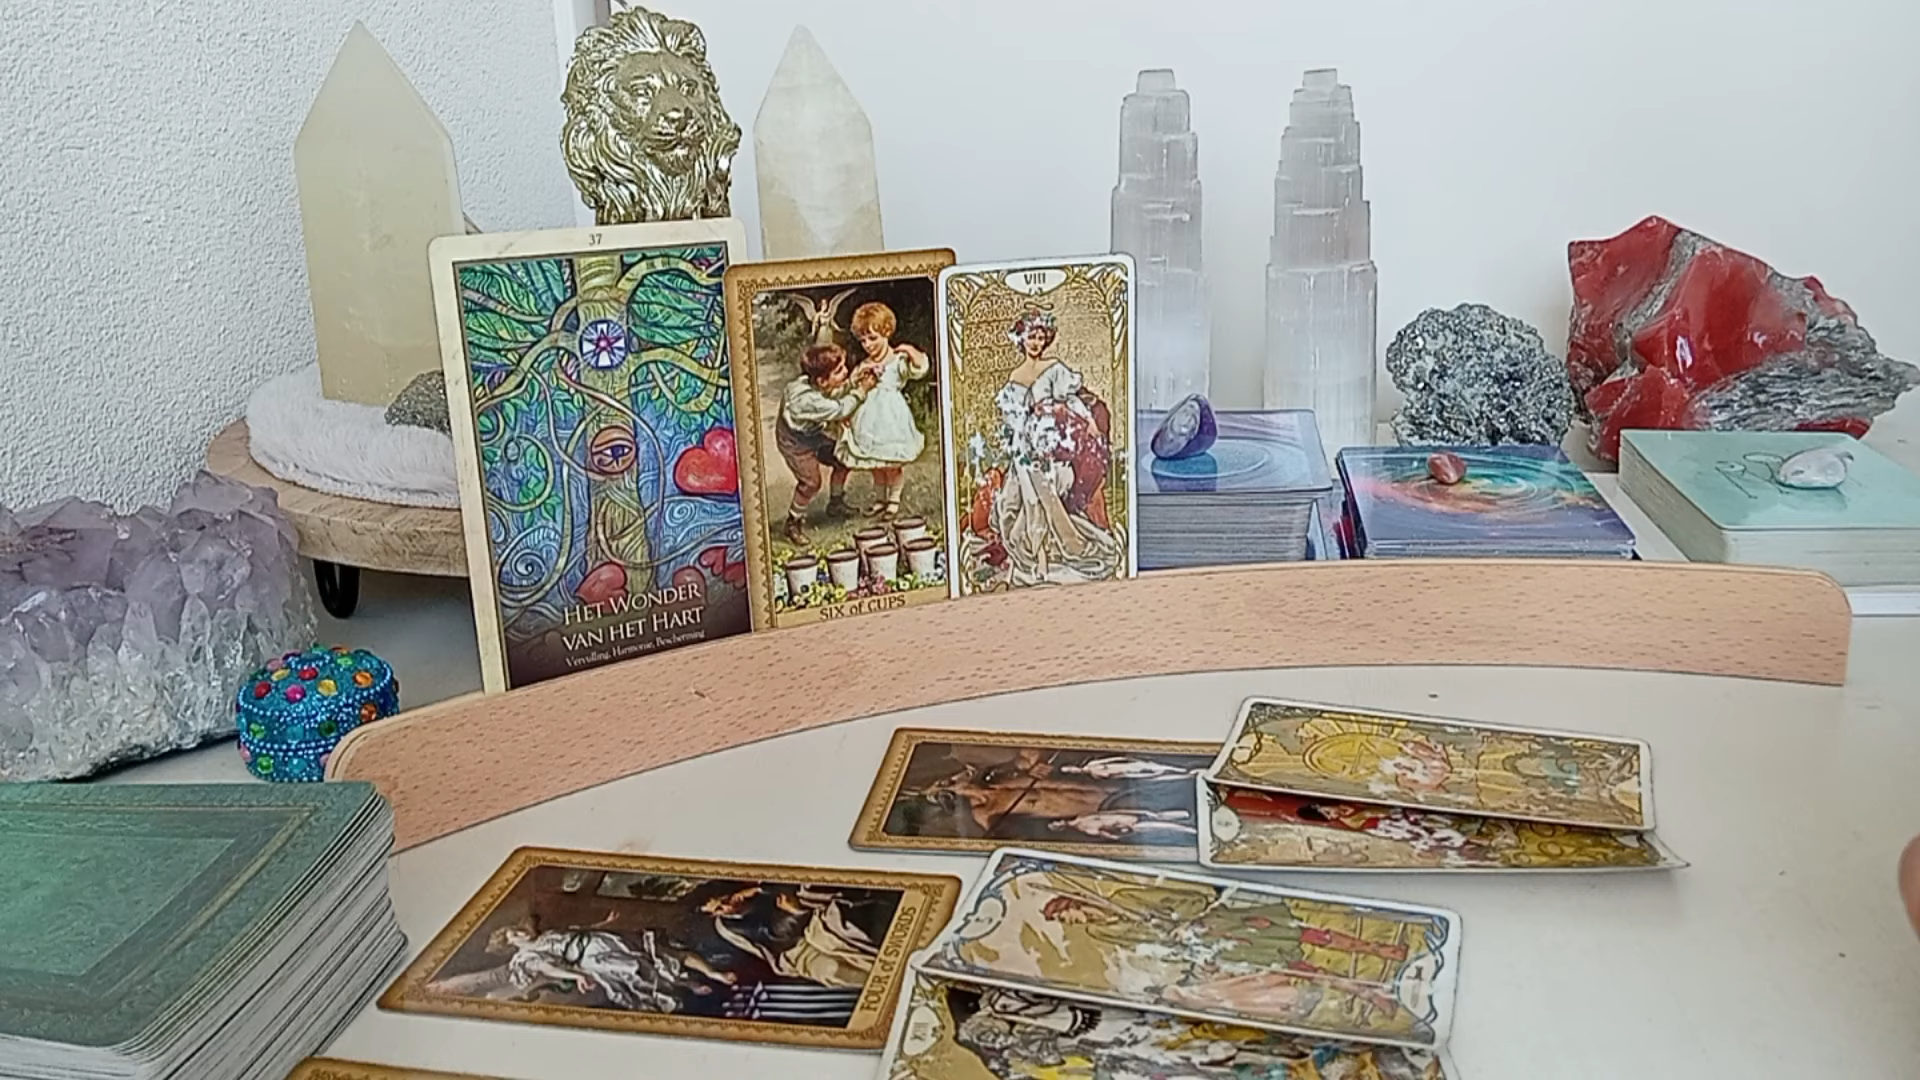 37
HET WONDER
VAN HET HART
Vervulling, Harmonie, Bescherming
SIX of CUPS
VIII
FOUR of SWORDS